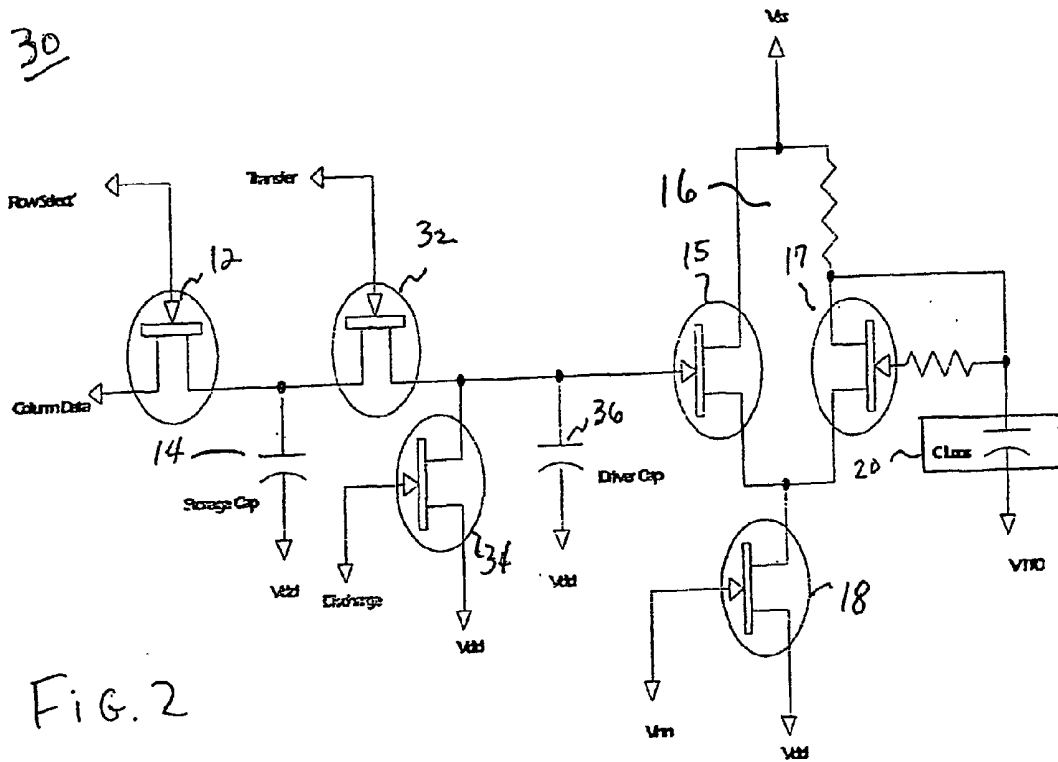 30
Vss
Row Select
Transfer
12
32
16
15
17
Column Data
14
Storage Cap
36
Driver Cap
20
Vdd
Discharge
34
Vdd
Vdd
18
VITO
Vdd
FiG. 2